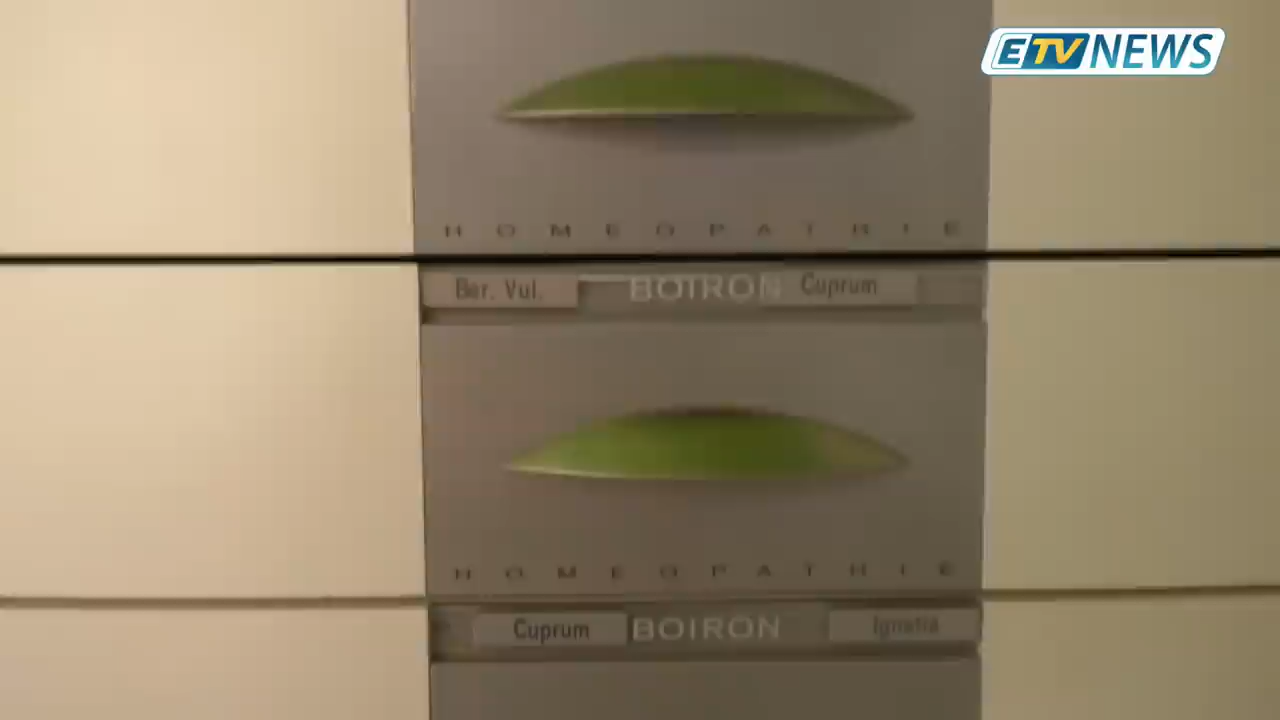 ETV NEWS
HOMEOPATHIE
Ber. Vul. BOIRON Cuprum
HOMEOPATHIE
Cuprum BOIRON Ignatia